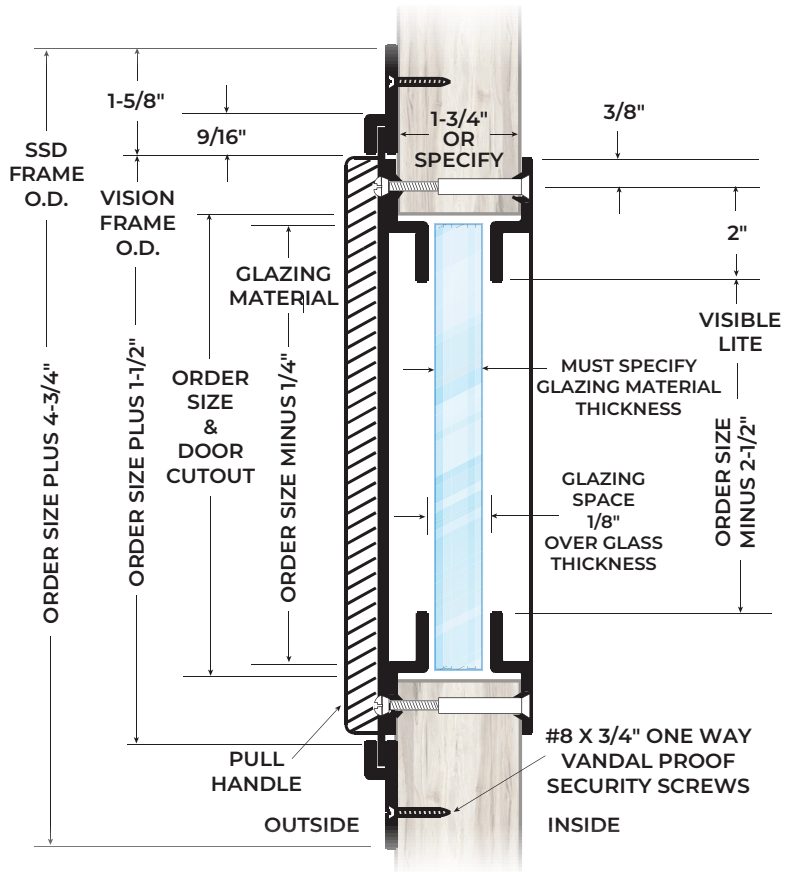 1-5/8"
9/16"
SSD
FRAME
O.D.
VISION
FRAME
O.D.
1-3/4"
OR
SPECIFY
3/8"
2"
GLAZING
MATERIAL
VISIBLE
LITE
ORDER SIZE PLUS 4-3/4"
ORDER SIZE PLUS 1-1/2"
ORDER
SIZE
&
DOOR
CUTOUT
ORDER SIZE MINUS 1/4"
MUST SPECIFY
GLAZING MATERIAL
THICKNESS
ORDER SIZE
MINUS 2-1/2"
GLAZING
SPACE
1/8"
OVER GLASS
THICKNESS
PULL
HANDLE
#8 X 3/4" ONE WAY
VANDAL PROOF
SECURITY SCREWS
OUTSIDE
INSIDE